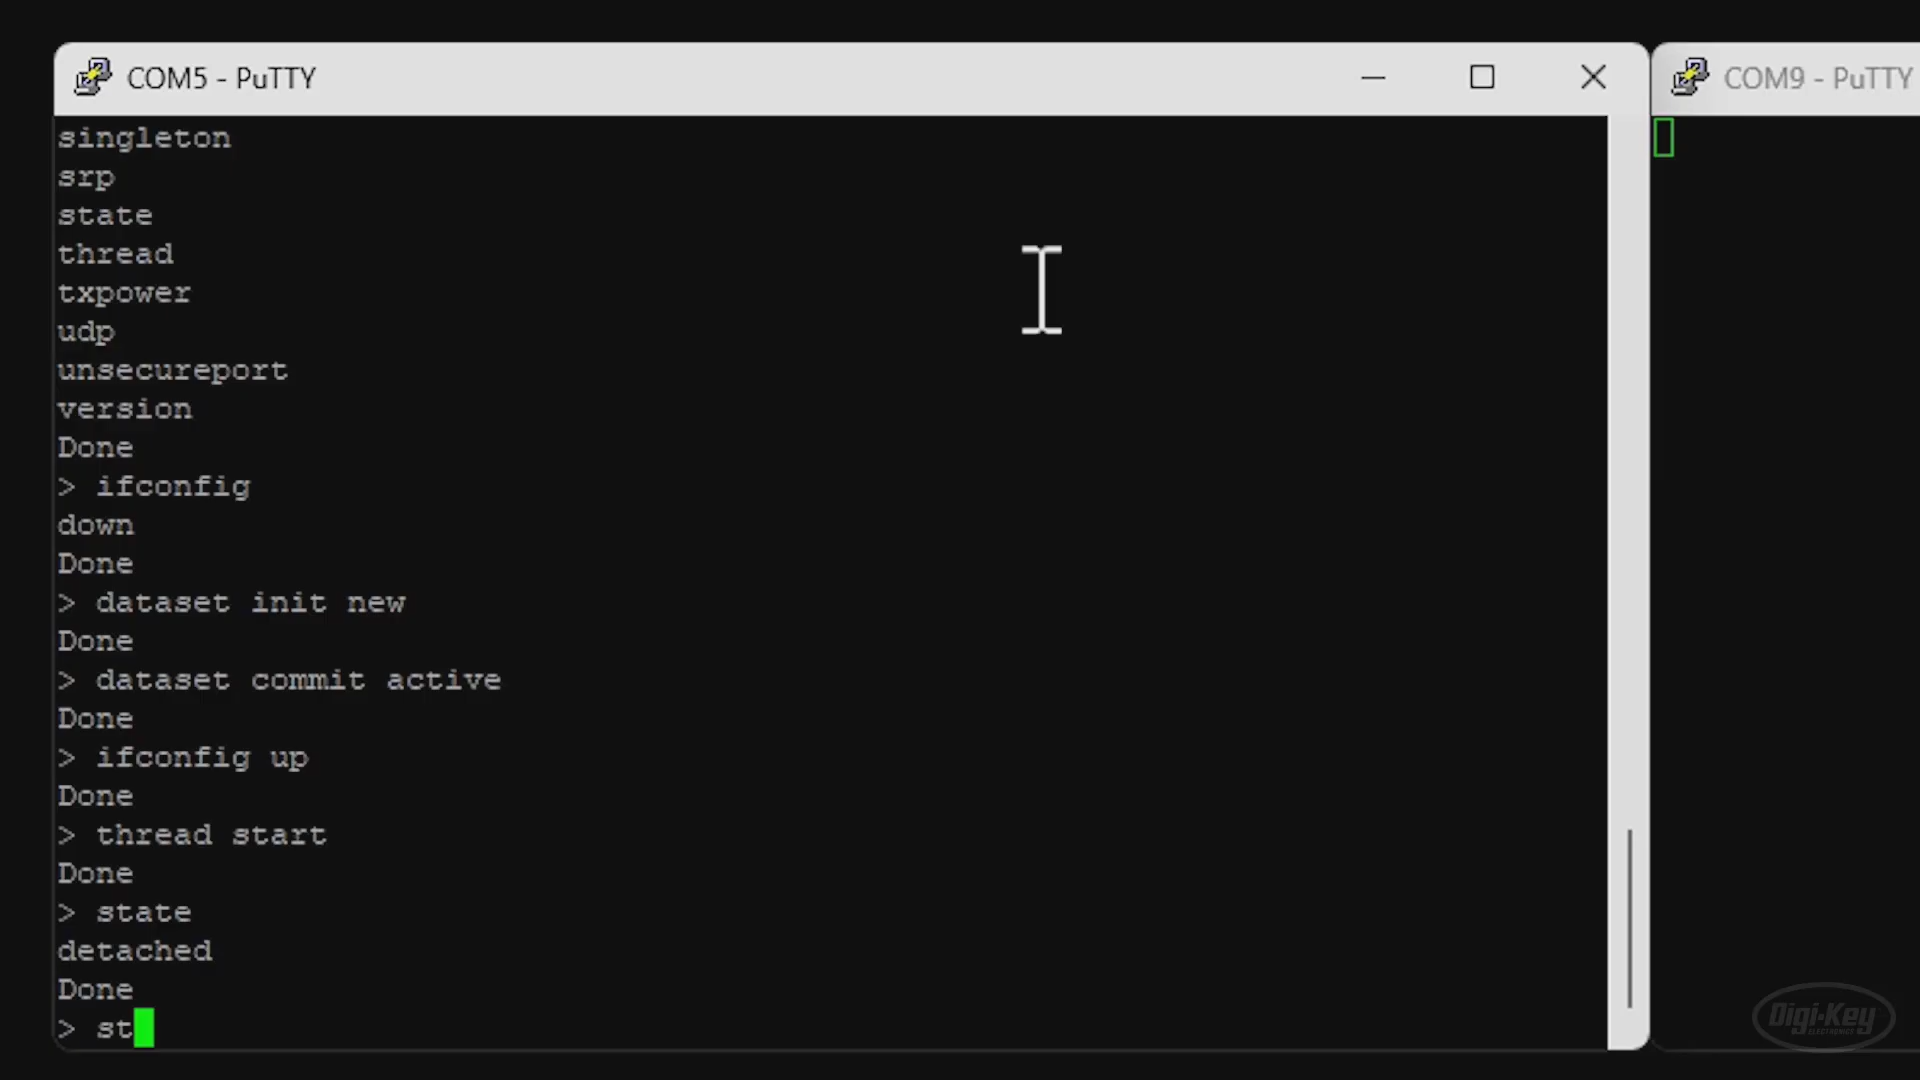 COM5 - PuTTY
COM9 - PuTTY
singleton
srp
state
thread
txpower
udp
unsecureport
version
Done
> ifconfig
down
Done
> dataset init new
Done
> dataset commit active
Done
> ifconfig up
Done
> thread start
Done
> state
detached
Done
> st
Digi-Key
ELECTRONICS